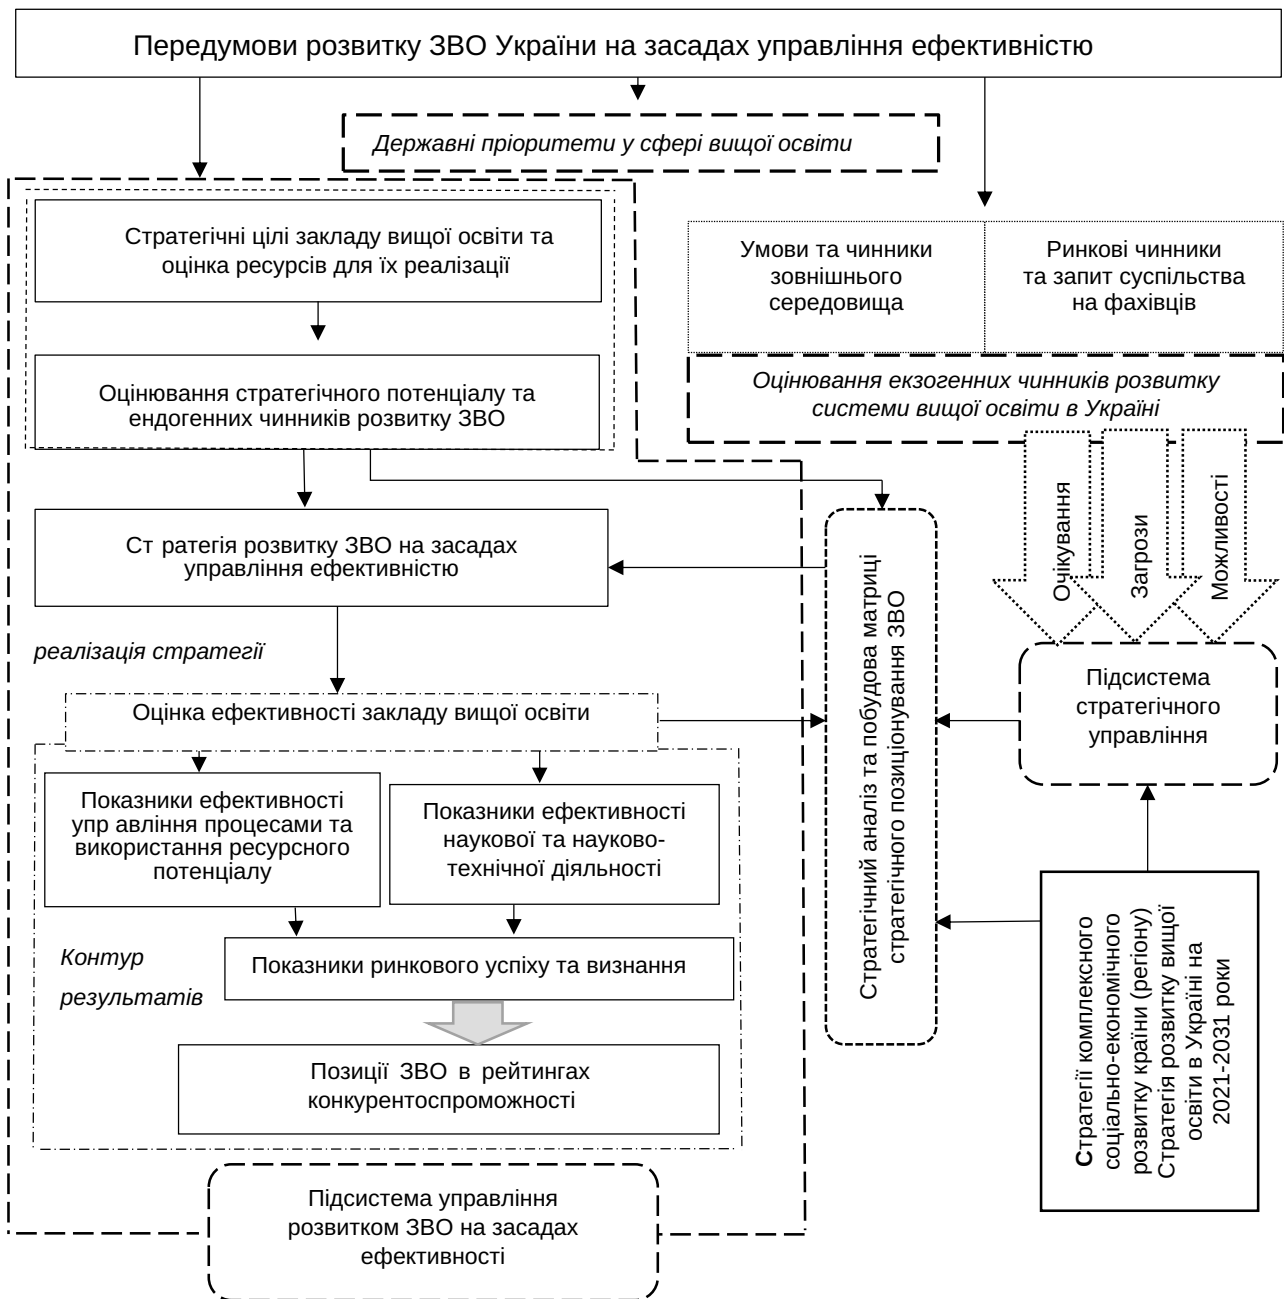 Передумови розвитку ЗВО України на засадах управління ефективністю
Державні пріоритети у сфері вищої освіти
Стратегічні цілі закладу вищої освіти та
оцінка ресурсів для їх реалізації
Умови та чинники
зовнішнього
середовища
Ринкові чинники
та запит суспільства
на фахівців
Оцінювання стратегічного потенціалу та
ендогенних чинників розвитку ЗВО
Оцінювання екзогенних чинників розвитку
системи вищої освіти в Україні
Очікування
Загрози
Можливості
Ст ратегія розвитку ЗВО на засадах
управління ефективністю
Стратегічний аналіз та побудова матриці
стратегічного позиціонування ЗВО
реалізація стратегії
Підсистема
стратегічного
управління
Оцінка ефективності закладу вищої освіти
Показники ефективності
упр авління процесами та
використання ресурсного
потенціалу
Показники ефективності
наукової та науково-
технічної діяльності
Контур
результатів
Показники ринкового успіху та визнання
Позиції ЗВО в рейтингах
конкурентоспроможності
Стратегії комплексного
соціально-економічного
розвитку країни (регіону)
Стратегія розвитку вищої
освіти в Україні на
2021-2031 роки
Підсистема управління
розвитком ЗВО на засадах
ефективності